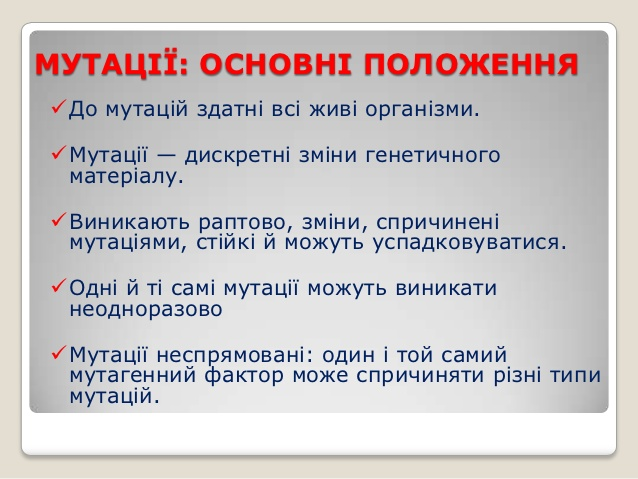 МУТАЦІЇ: ОСНОВНІ ПОЛОЖЕННЯ
✓До мутацій здатні всі живі організми.
✓Мутації — дискретні зміни генетичного
матеріалу.
✓Виникають раптово, зміни, спричинені
мутаціями, стійкі й можуть успадковуватися.
✓Одні й ті самі мутації можуть виникати
неодноразово
✓Мутації неспрямовані: один і той самий
мутагенний фактор може спричиняти різні типи
мутацій.